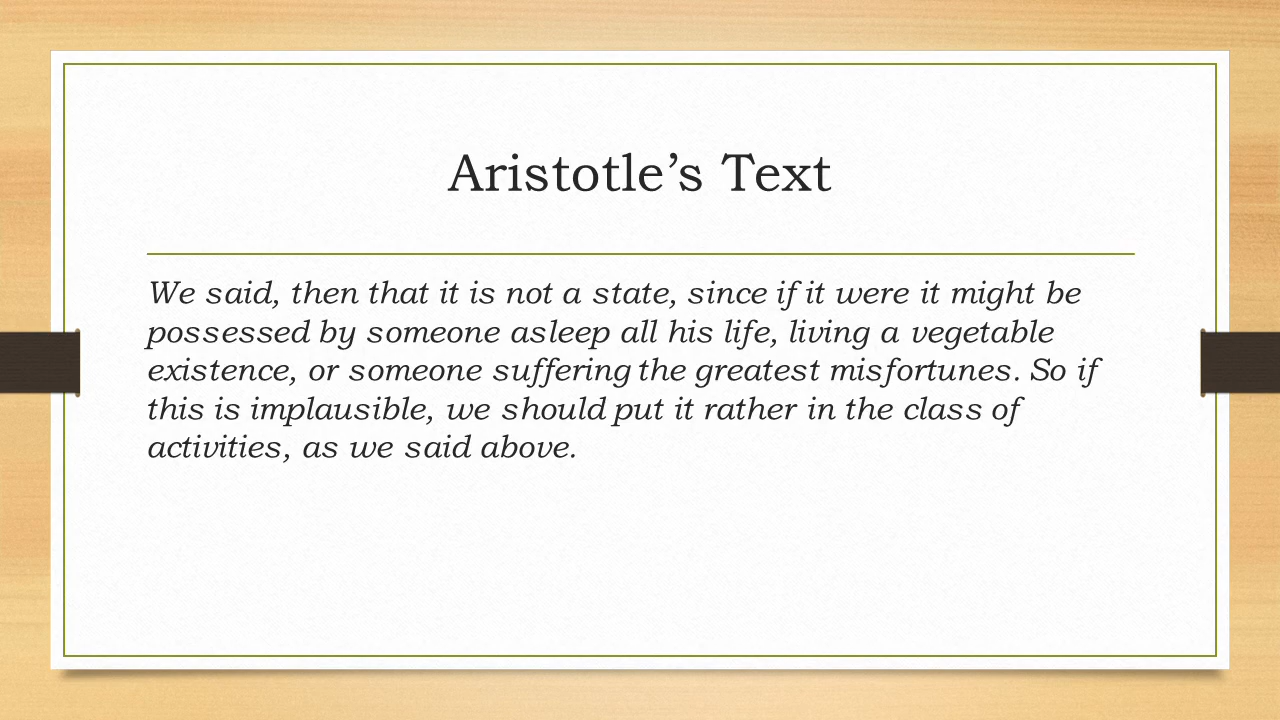 Aristotle’s Text
We said, then that it is not a state, since if it were it might be
possessed by someone asleep all his life, living a vegetable
existence, or someone suffering the greatest misfortunes. So if
this is implausible, we should put it rather in the class of
activities, as we said above.